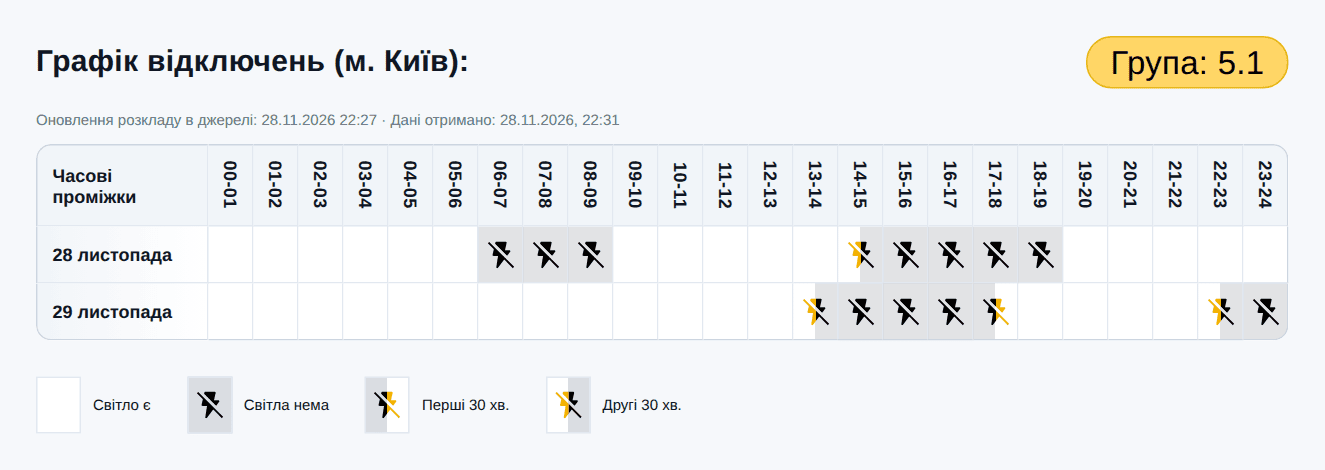 Графік відключень (м. Київ):
Група: 5.1
Оновлення розкладу в джерелі: 28.11.2026 22:27 · Дані отримано: 28.11.2026, 22:31
Часові проміжки 00-01 01-02 02-03 03-04 04-05 05-06 06-07 07-08 08-09 09-10 10-11 11-12 12-13 13-14 14-15 15-16 16-17 17-18 18-19 19-20 20-21 21-22 22-23 23-24
28 листопада
29 листопада
Світло є Світла нема Перші 30 хв. Другі 30 хв.